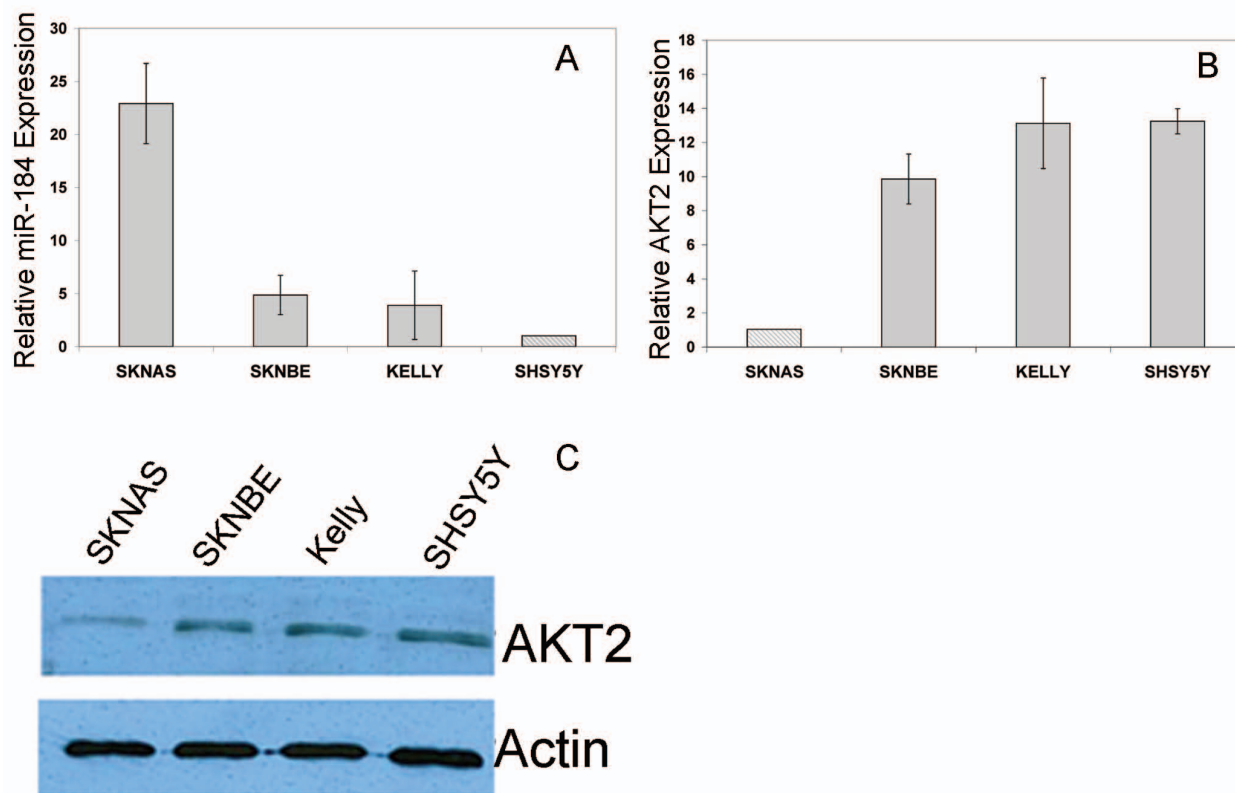 A
Relative miR-184 Expression
30
25
20
15
10
5
0
SKNAS SKNBE KELLY SHSY5Y
B
Relative AKT2 Expression
18
16
14
12
10
8
6
4
2
0
SKNAS SKNBE KELLY SHSY5Y
C
SKNAS SKNBE Kelly SHSY5Y
AKT2
Actin